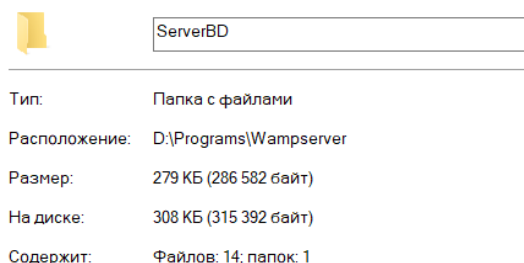 ServerBD
Тип: Папка с файлами
Расположение: D:\Programs\Wampserver
Размер: 279 КБ (286 582 байт)
На диске: 308 КБ (315 392 байт)
Содержит: Файлов: 14; папок: 1